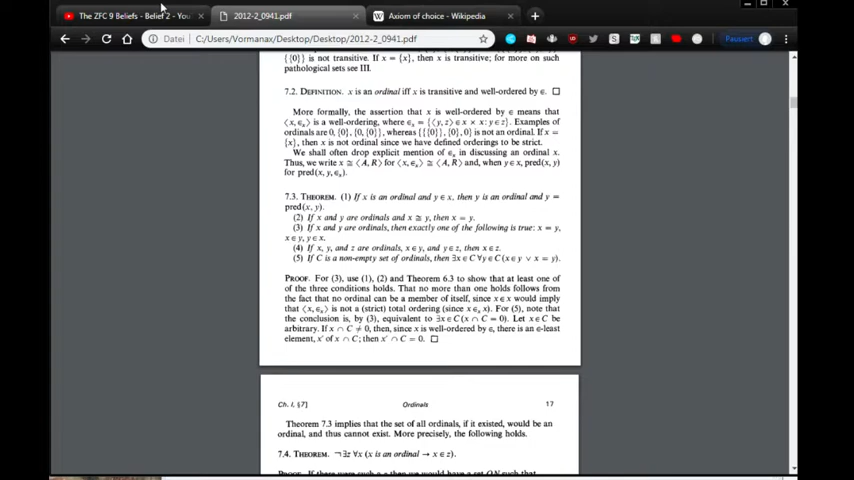 The ZFC 9 Beliefs - Belief 2 - You
2012-2_0941.pdf
W Axiom of choice - Wikipedia
Datei C:/Users/Vormanax/Desktop/Desktop/2012-2_0941.pdf
Pausiert
{{0}} is not transitive. If x = {x}, then x is transitive; for more on such
pathological sets see III.
7.2. DEFINITION. x is an ordinal iff x is transitive and well-ordered by ∈. □
More formally, the assertion that x is well-ordered by ∈ means that
⟨x, ∈ₓ⟩ is a well-ordering, where ∈ₓ = {⟨y, z⟩ ∈ x × x: y ∈ z}. Examples of
ordinals are 0, {0}, {0, {0}}, whereas {{{0}}, {0}, 0} is not an ordinal. If x =
{x}, then x is not ordinal since we have defined orderings to be strict.
We shall often drop explicit mention of ∈ₓ in discussing an ordinal x.
Thus, we write x ≅ ⟨A, R⟩ for ⟨x, ∈ₓ⟩ ≅ ⟨A, R⟩ and, when y ∈ x, pred(x, y)
for pred(x, y, ∈ₓ).
7.3. THEOREM. (1) If x is an ordinal and y ∈ x, then y is an ordinal and y =
pred(x, y).
(2) If x and y are ordinals and x ≅ y, then x = y.
(3) If x and y are ordinals, then exactly one of the following is true: x = y,
x ∈ y, y ∈ x.
(4) If x, y, and z are ordinals, x ∈ y, and y ∈ z, then x ∈ z.
(5) If C is a non-empty set of ordinals, then ∃x ∈ C ∀y ∈ C (x ∈ y ∨ x = y).
PROOF. For (3), use (1), (2) and Theorem 6.3 to show that at least one of
of the three conditions holds. That no more than one holds follows from
the fact that no ordinal can be a member of itself, since x ∈ x would imply
that ⟨x, ∈ₓ⟩ is not a (strict) total ordering (since x ∈ₓ x). For (5), note that
the conclusion is, by (3), equivalent to ∃x ∈ C (x ∩ C = 0). Let x ∈ C be
arbitrary. If x ∩ C ≠ 0, then, since x is well-ordered by ∈, there is an ∈-least
element, x′ of x ∩ C; then x′ ∩ C = 0. □
Ch. I, §7] Ordinals 17
Theorem 7.3 implies that the set of all ordinals, if it existed, would be an
ordinal, and thus cannot exist. More precisely, the following holds.
7.4. THEOREM. ¬∃z ∀x (x is an ordinal → x ∈ z).
PROOF. If there were such a z then we would have a set ON such that